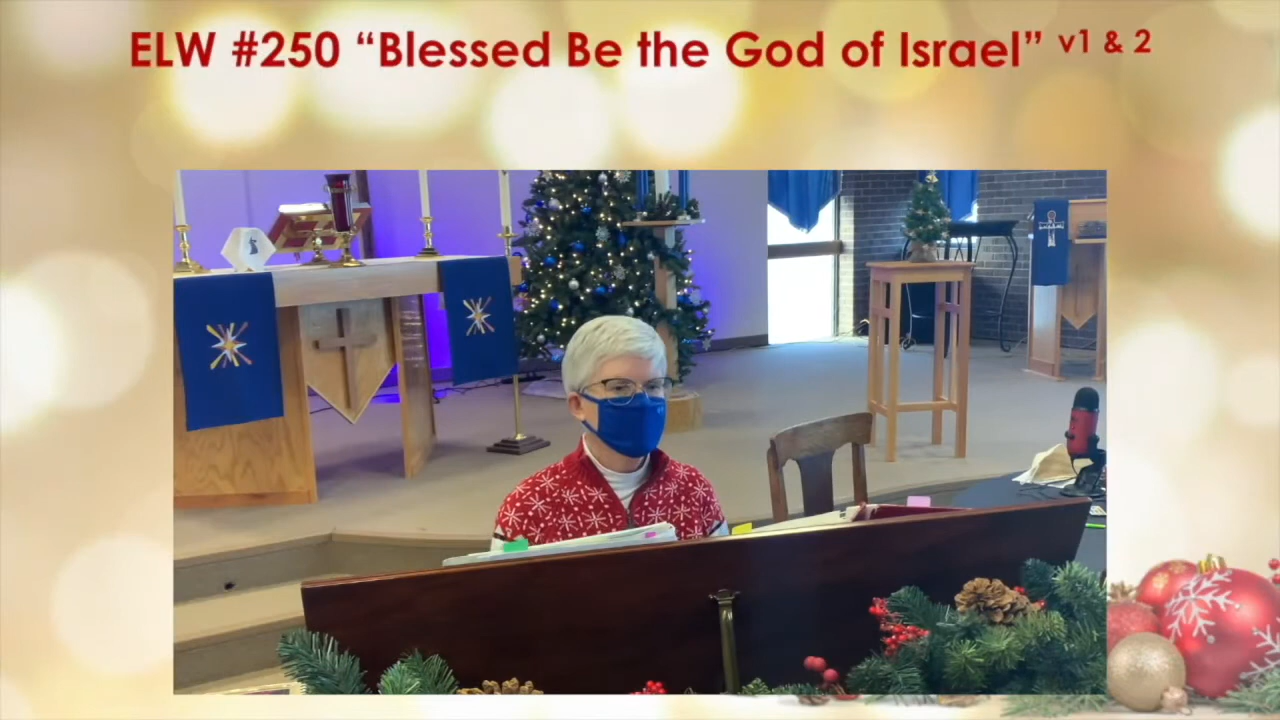 ELW #250 “Blessed Be the God of Israel” v1 & 2